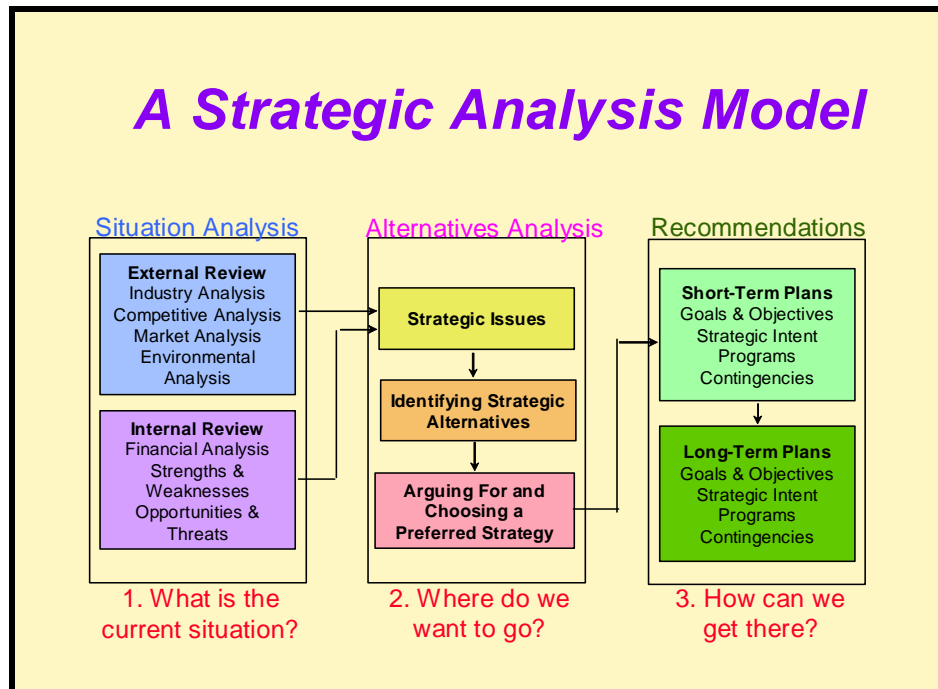 A Strategic Analysis Model
Situation Analysis
External Review
Industry Analysis
Competitive Analysis
Market Analysis
Environmental
Analysis
Internal Review
Financial Analysis
Strengths &
Weaknesses
Opportunities &
Threats
1. What is the
current situation?
Alternatives Analysis
Strategic Issues
Identifying Strategic
Alternatives
Arguing For and
Choosing a
Preferred Strategy
2. Where do we
want to go?
Recommendations
Short-Term Plans
Goals & Objectives
Strategic Intent
Programs
Contingencies
Long-Term Plans
Goals & Objectives
Strategic Intent
Programs
Contingencies
3. How can we
get there?